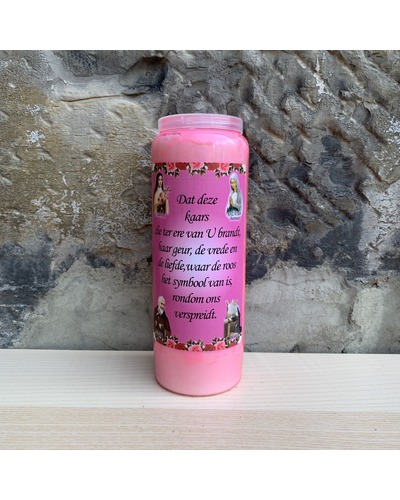 Dat deze
kaars
die ter ere van U brandt,
haar geur, de vrede en
de liefde,waar de roos
het symbool van is,
rondom ons
verspreidt.